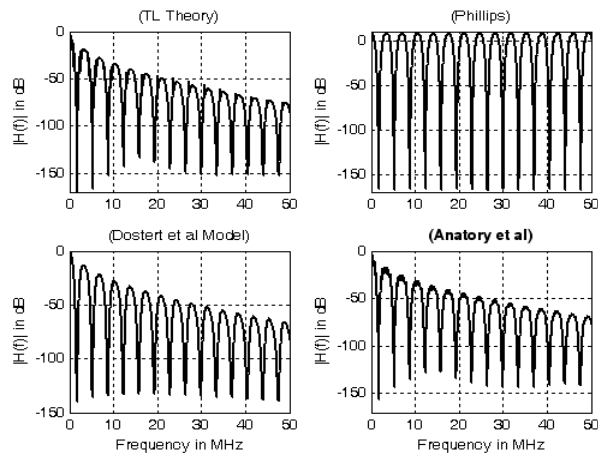 (TL Theory)
|H(f)| in dB
0
-50
-100
-150
0 10 20 30 40 50
(Phillips)
|H(f)| in dB
0
-50
-100
-150
0 10 20 30 40 50
(Dostert et al Model)
|H(f)| in dB
0
-50
-100
-150
0 10 20 30 40 50
Frequency in MHz
(Anatory et al)
|H(f)| in dB
0
-50
-100
-150
0 10 20 30 40 50
Frequency in MHz